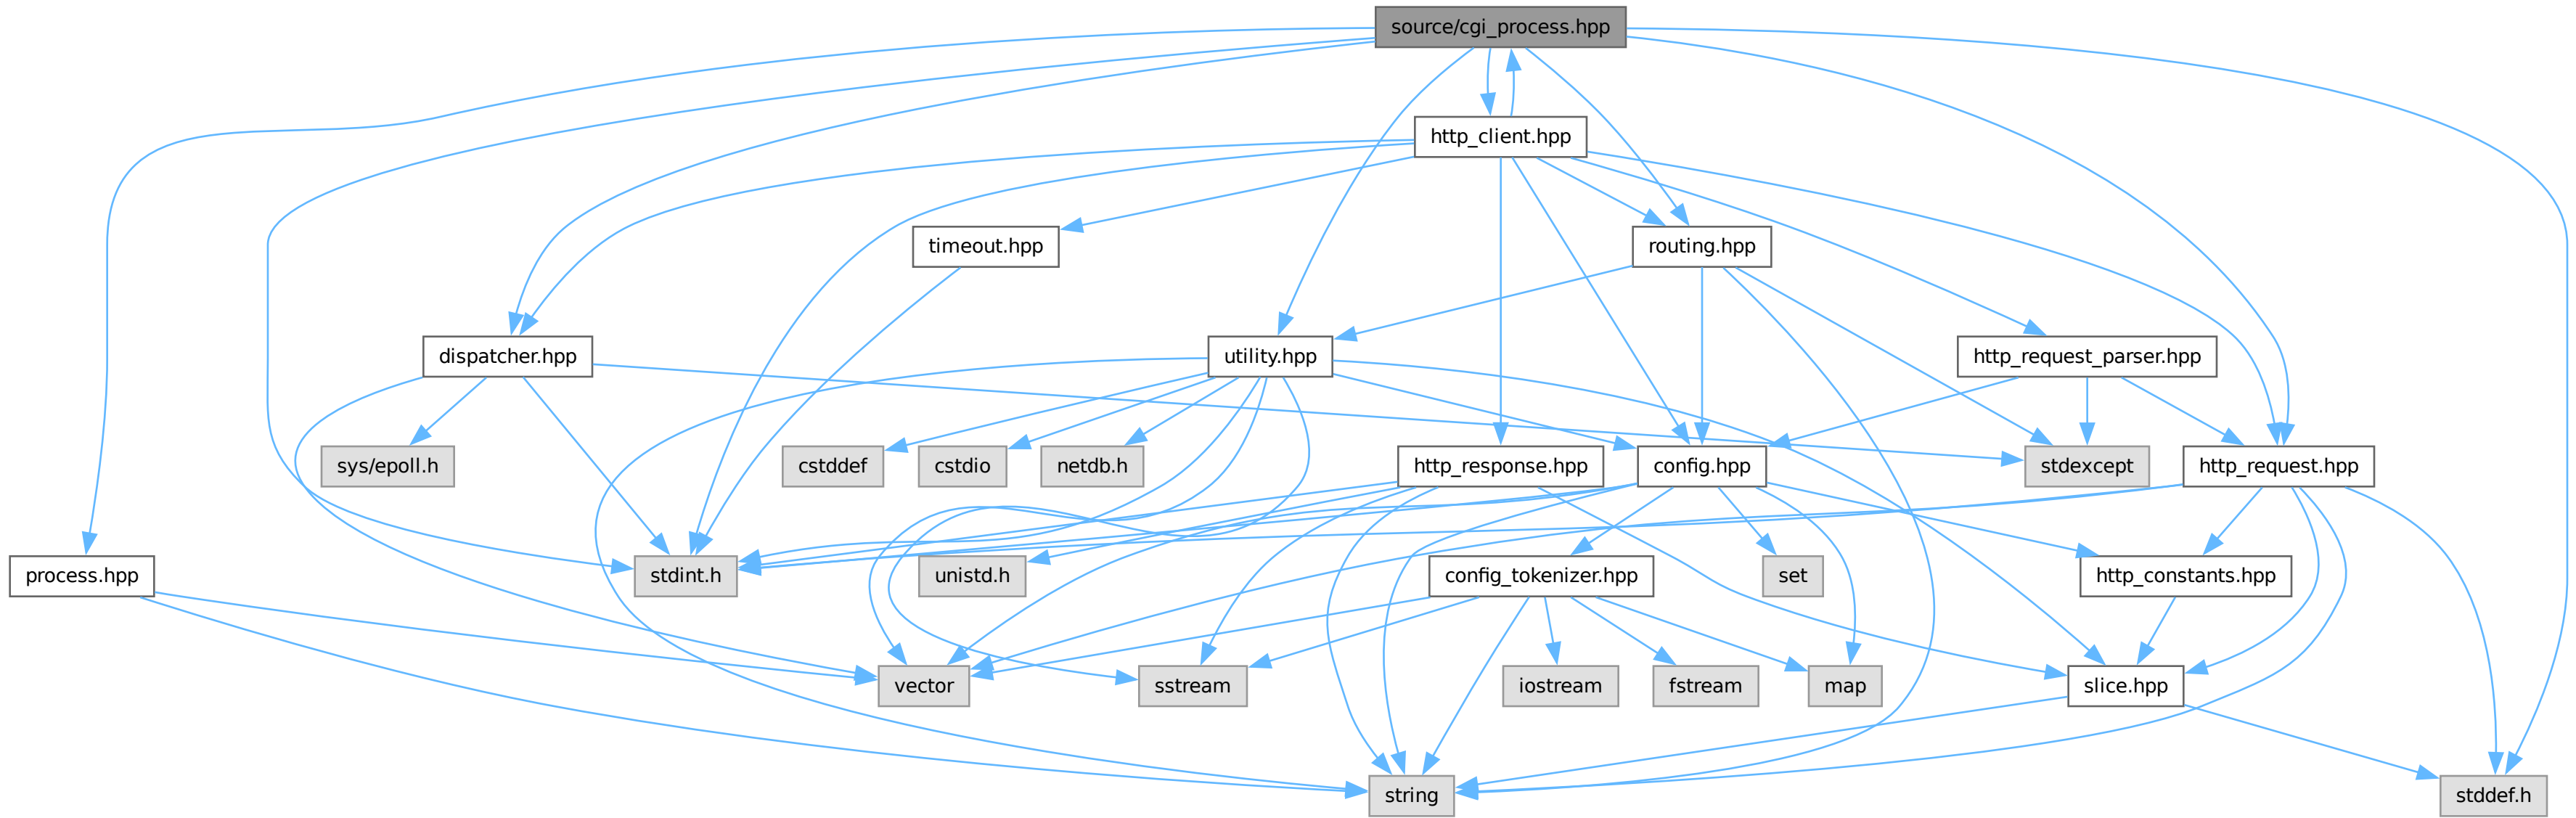 source/cgi_process.hpp
http_client.hpp
timeout.hpp
routing.hpp
dispatcher.hpp
utility.hpp
http_request_parser.hpp
sys/epoll.h
cstddef
cstdio
netdb.h
http_response.hpp
config.hpp
stdexcept
http_request.hpp
process.hpp
stdint.h
unistd.h
config_tokenizer.hpp
set
http_constants.hpp
vector
sstream
iostream
fstream
map
slice.hpp
string
stddef.h